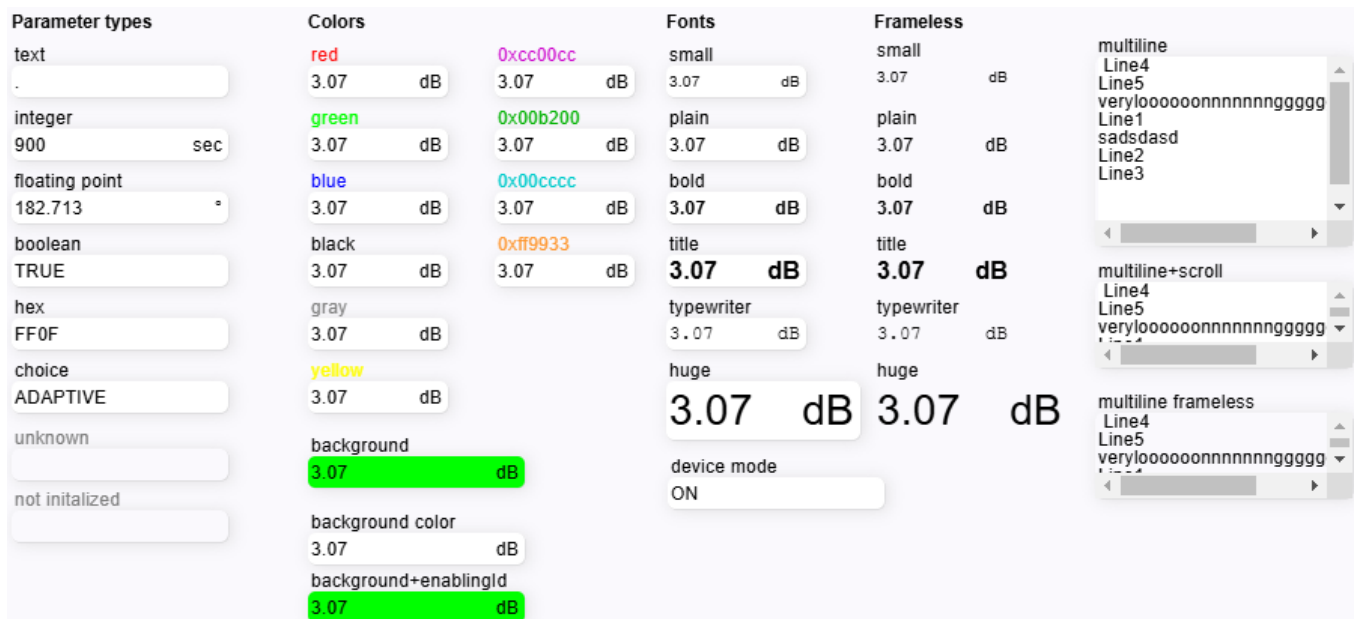 Parameter types
text
.
integer
900 sec
floating point
182.713 °
boolean
TRUE
hex
FF0F
choice
ADAPTIVE
unknown
not initalized
Colors
red
3.07 dB
green
3.07 dB
blue
3.07 dB
black
3.07 dB
gray
3.07 dB
yellow
3.07 dB
background
3.07 dB
background color
3.07 dB
background+enablingId
3.07 dB
0xcc00cc
3.07 dB
0x00b200
3.07 dB
0x00cccc
3.07 dB
0xff9933
3.07 dB
Fonts
small
3.07 dB
plain
3.07 dB
bold
3.07 dB
title
3.07 dB
typewriter
3.07 dB
huge
3.07 dB
device mode
ON
Frameless
small
3.07 dB
plain
3.07 dB
bold
3.07 dB
title
3.07 dB
typewriter
3.07 dB
huge
3.07 dB
multiline
Line4
Line5
veryloooooonnnnnnnggggg
Line1
sadsdasd
Line2
Line3
multiline+scroll
Line4
Line5
veryloooooonnnnnnnggggg
multiline frameless
Line4
Line5
veryloooooonnnnnnnggggg